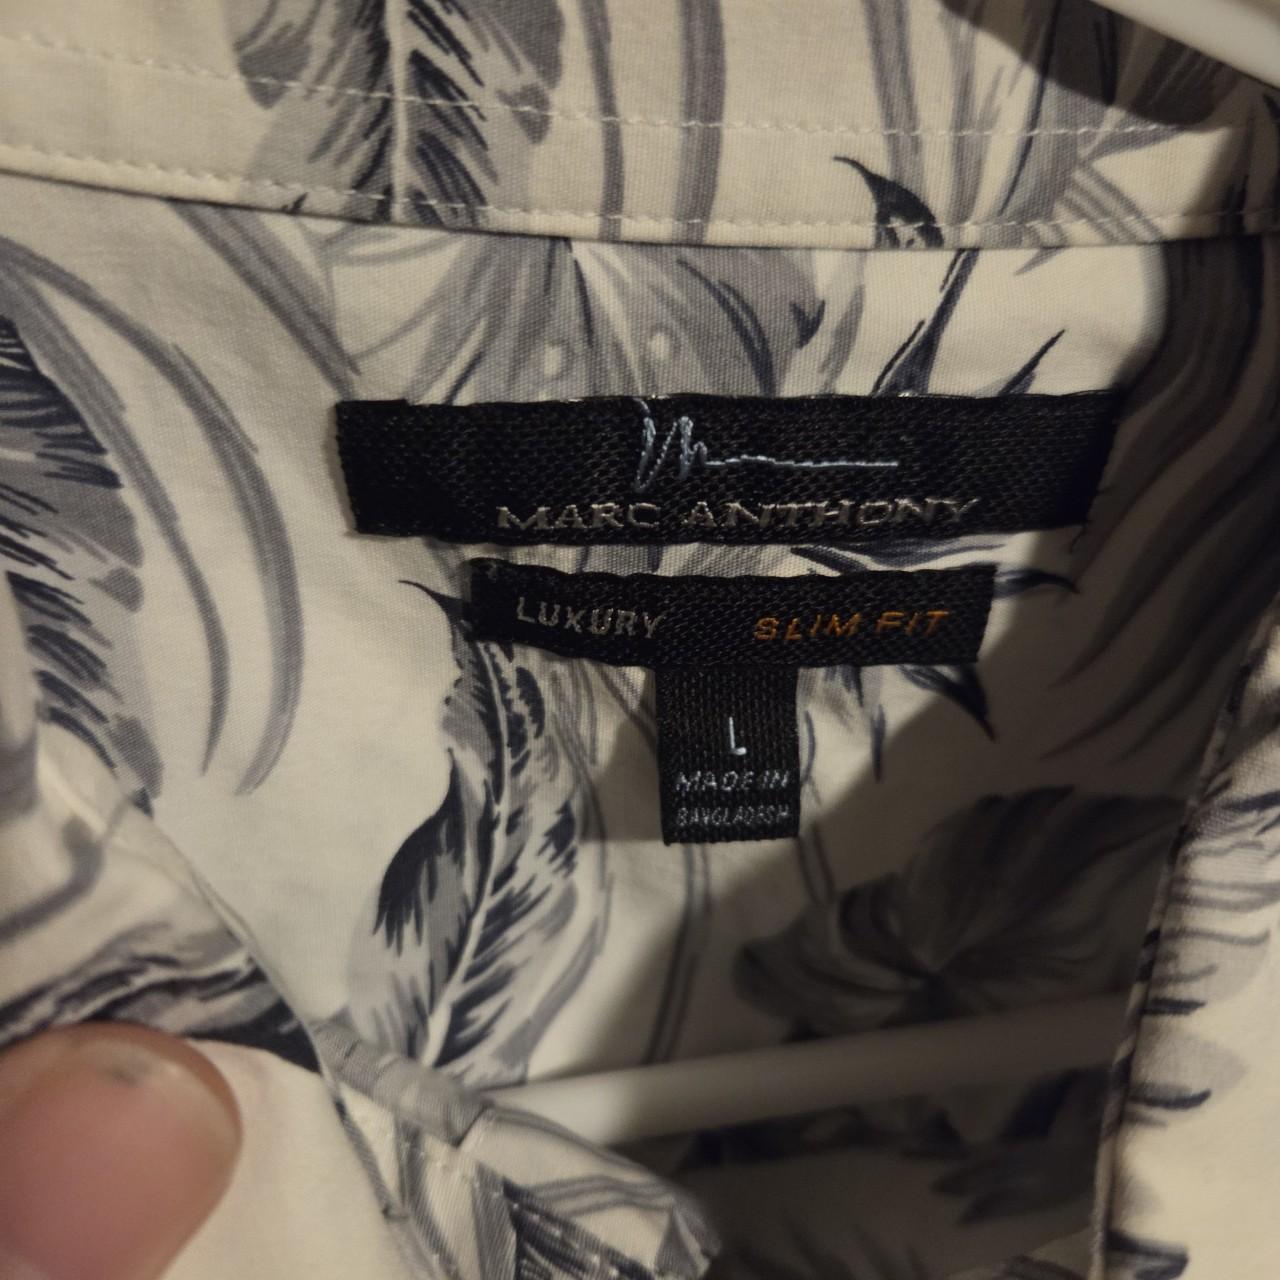 MARC ANTHONY
LUXURY SLIM FIT
L
MADE IN
BANGLADESH